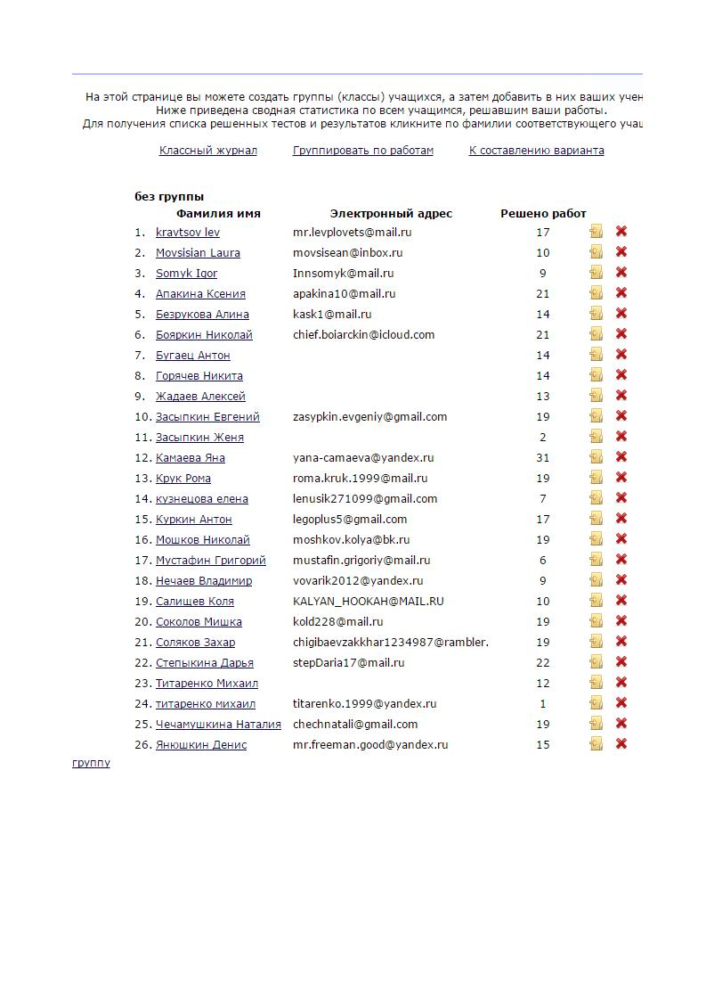 На этой странице вы можете создать группы (классы) учащихся, а затем добавить в них ваших учен
Ниже приведена сводная статистика по всем учащимся, решавшим ваши работы.
Для получения списка решенных тестов и результатов кликните по фамилии соответствующего учащ
Классный журнал Группировать по работам К составлению варианта
без группы
Фамилия имя Электронный адрес Решено работ
1. kravtsov lev mr.levplovets@mail.ru 17
2. Movsisian Laura movsisean@inbox.ru 10
3. Somyk Igor Innsomyk@mail.ru 9
4. Апакина Ксения apakina10@mail.ru 21
5. Безрукова Алина kask1@mail.ru 14
6. Бояркин Николай chief.boiarckin@icloud.com 21
7. Бугаец Антон 14
8. Горячев Никита 14
9. Жадаев Алексей 13
10. Засыпкин Евгений zasypkin.evgeniy@gmail.com 19
11. Засыпкин Женя 2
12. Камаева Яна yana-camaeva@yandex.ru 31
13. Крук Рома roma.kruk.1999@mail.ru 19
14. кузнецова елена lenusik271099@gmail.com 7
15. Куркин Антон legoplus5@gmail.com 17
16. Мошков Николай moshkov.kolya@bk.ru 19
17. Мустафин Григорий mustafin.grigoriy@mail.ru 6
18. Нечаев Владимир vovarik2012@yandex.ru 9
19. Салищев Коля KALYAN_HOOKAH@MAIL.RU 10
20. Соколов Мишка kold228@mail.ru 19
21. Соляков Захар chigibaevzakkhar1234987@rambler. 19
22. Степыкина Дарья stepDaria17@mail.ru 22
23. Титаренко Михаил 12
24. титаренко михаил titarenko.1999@yandex.ru 1
25. Чечамушкина Наталия chechnatali@gmail.com 19
26. Янюшкин Денис mr.freeman.good@yandex.ru 15
группу